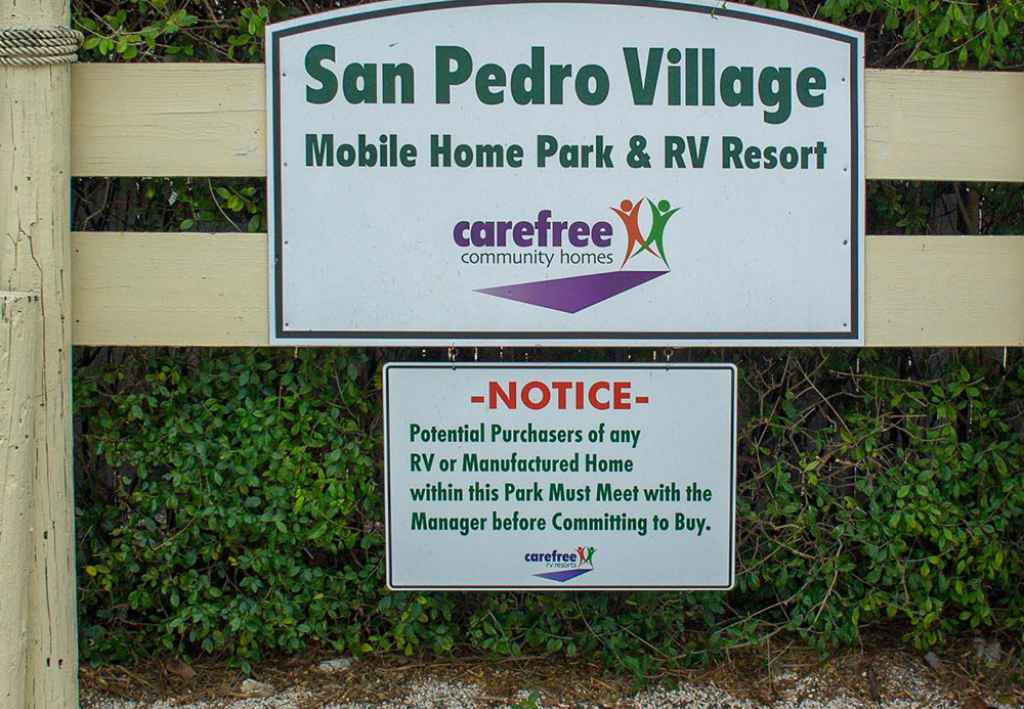 San Pedro Village
Mobile Home Park & RV Resort
carefree
community homes
-NOTICE-
Potential Purchasers of any
RV or Manufactured Home
within this Park Must Meet with the
Manager before Committing to Buy.
carefree
rv resorts